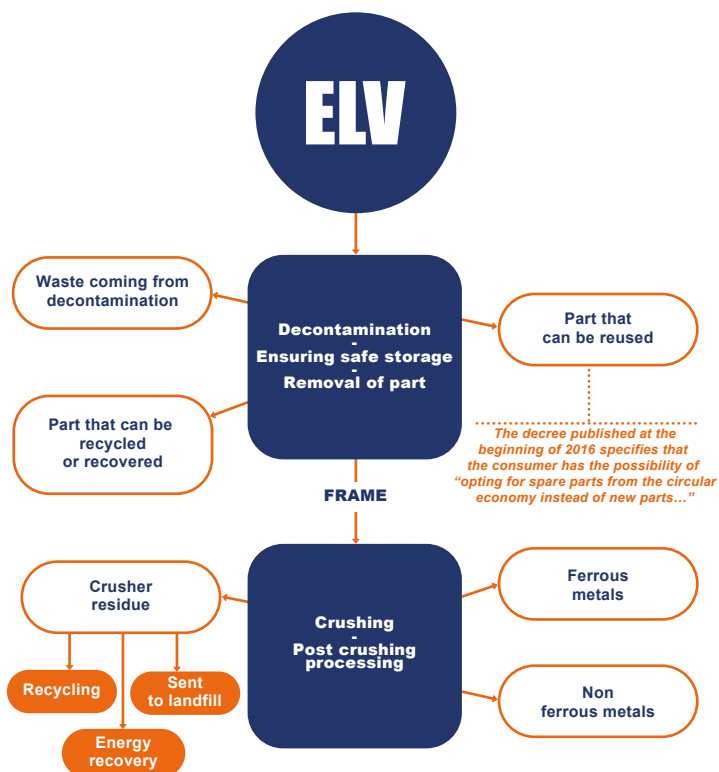 ELV
Waste coming from
decontamination
Decontamination
-
Ensuring safe storage
-
Removal of part
Part that
can be reused
Part that can be
recycled
or recovered
The decree published at the
beginning of 2016 specifies that
the consumer has the possibility of
“opting for spare parts from the circular
economy instead of new parts…”
FRAME
Crusher
residue
Crushing
-
Post crushing
processing
Ferrous
metals
Recycling
Sent
to landfill
Energy
recovery
Non
ferrous metals